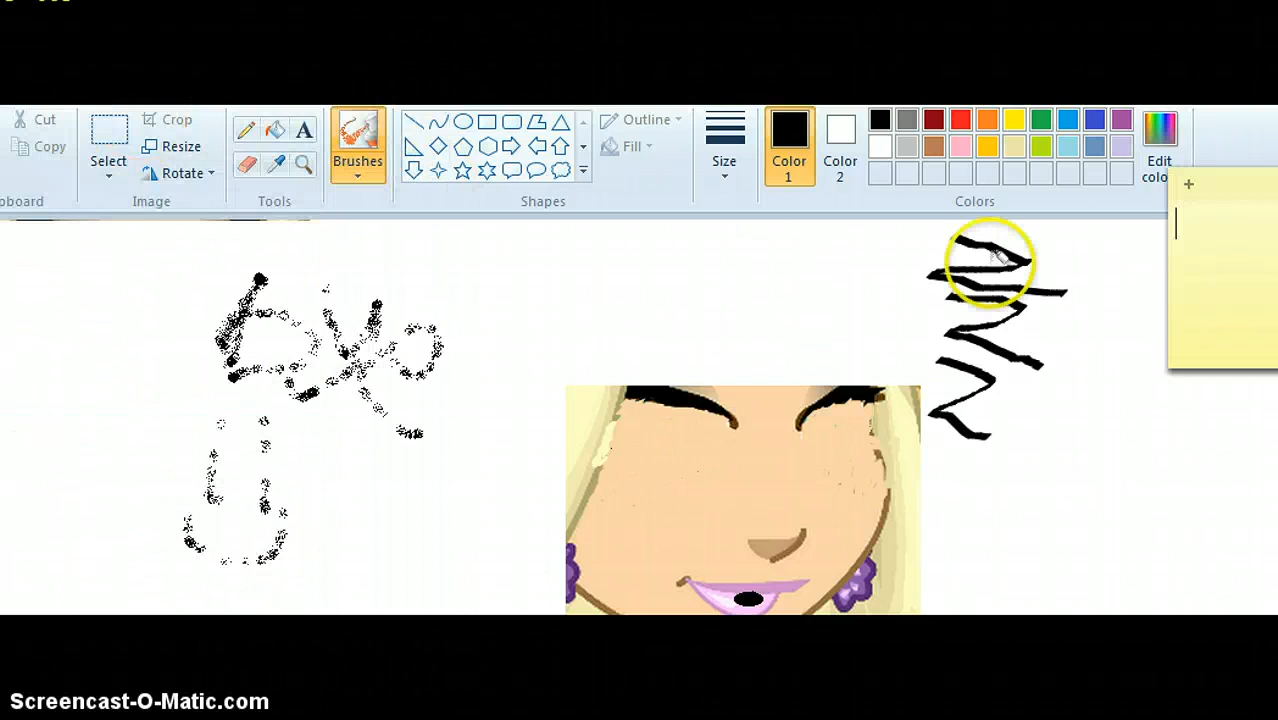 Cut
Copy
Select
Crop
Resize
Rotate
Brushes
Outline
Fill
Size
Color
1
Color
2
Edit
colo
pboard
Image
Tools
Shapes
Colors
Screencast-O-Matic.com